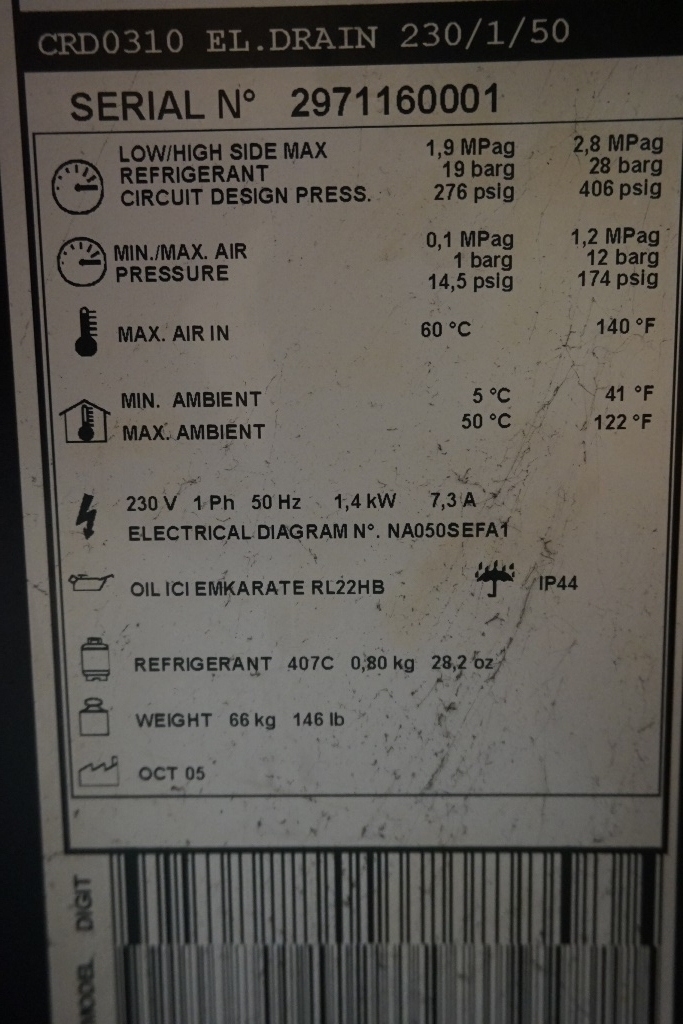 CRD0310 EL.DRAIN 230/1/50
SERIAL N° 2971160001
LOW/HIGH SIDE MAX 1,9 MPag 2,8 MPag
REFRIGERANT 19 barg 28 barg
CIRCUIT DESIGN PRESS. 276 psig 406 psig
MIN./MAX. AIR 0,1 MPag 1,2 MPag
PRESSURE 1 barg 12 barg
14,5 psig 174 psig
MAX. AIR IN 60 °C 140 °F
MIN. AMBIENT 5 °C 41 °F
MAX. AMBIENT 50 °C 122 °F
230 V 1 Ph 50 Hz 1,4 kW 7,3 A
ELECTRICAL DIAGRAM N°. NA050SEFA1
OIL ICI EMKARATE RL22HB IP44
REFRIGERANT 407C 0,80 kg 28,2 oz
WEIGHT 66 kg 146 lb
OCT 05
MODEL DIGIT